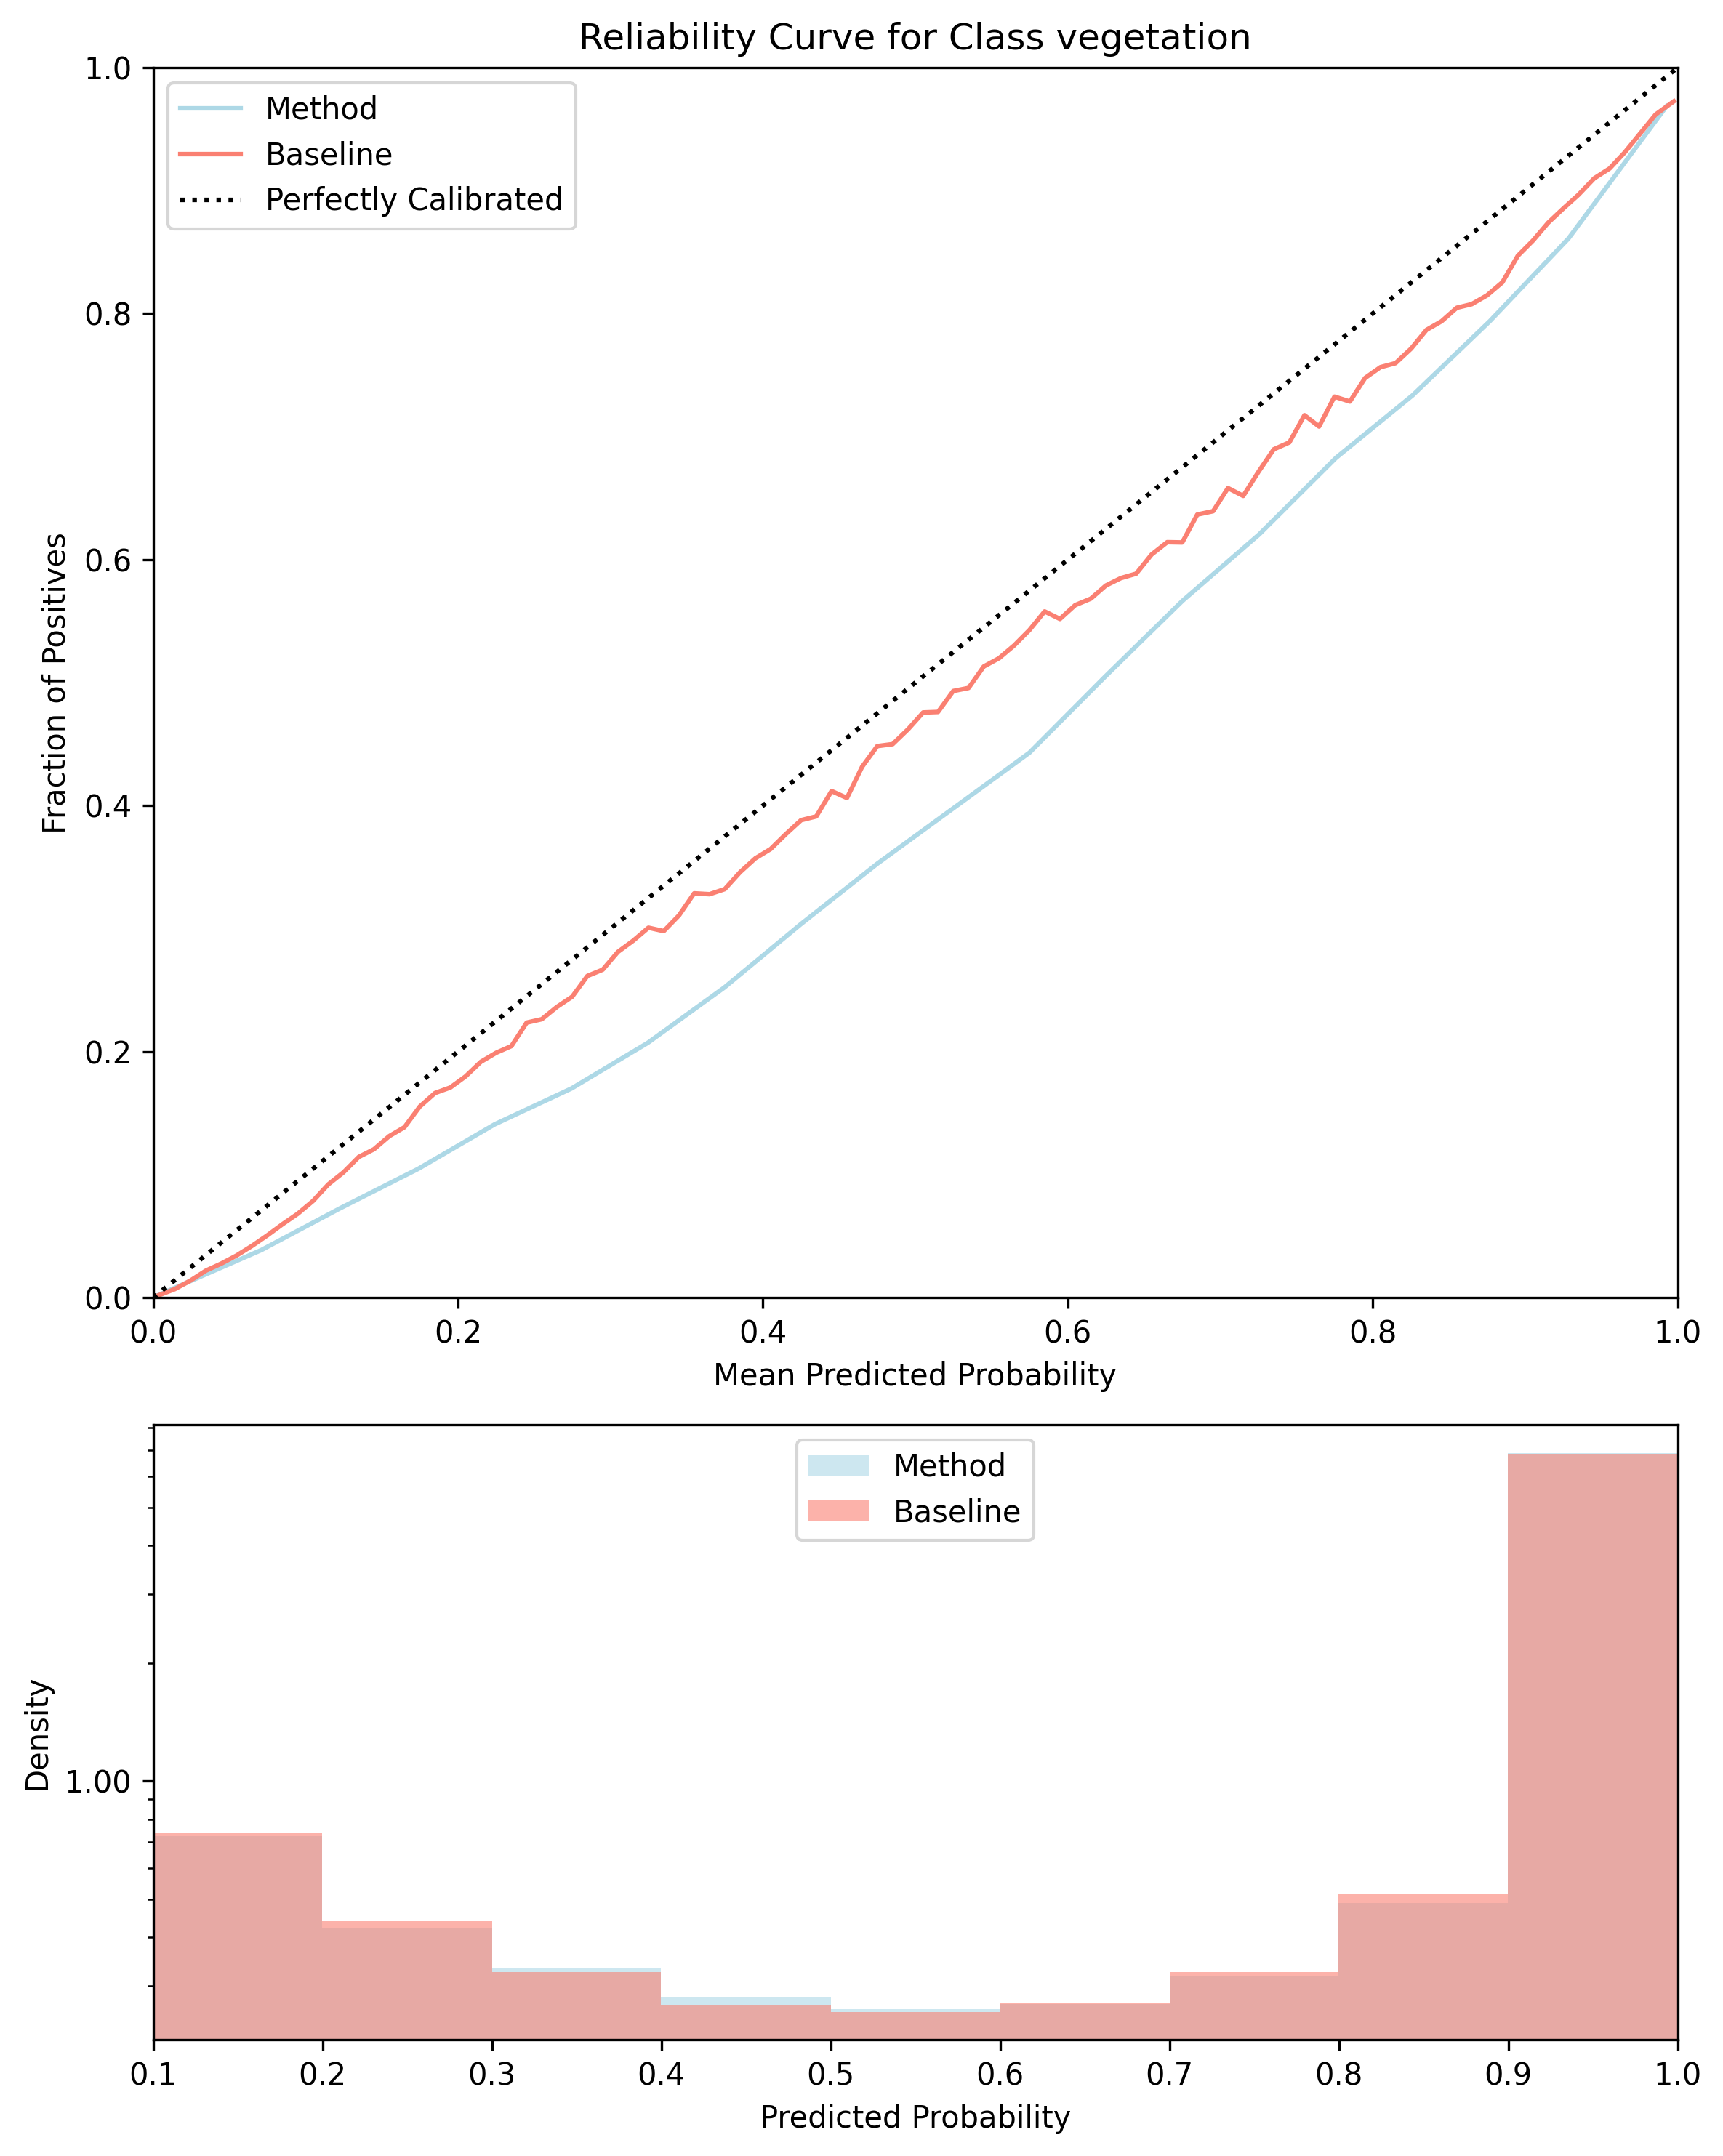 Reliability Curve for Class vegetation
1.0
Method
Baseline
Perfectly Calibrated
0.8
0.6
0.4
0.2
0.0
Fraction of Positives
0.0 0.2 0.4 0.6 0.8 1.0
Mean Predicted Probability
Method
Baseline
Density
1.00
0.1 0.2 0.3 0.4 0.5 0.6 0.7 0.8 0.9 1.0
Predicted Probability